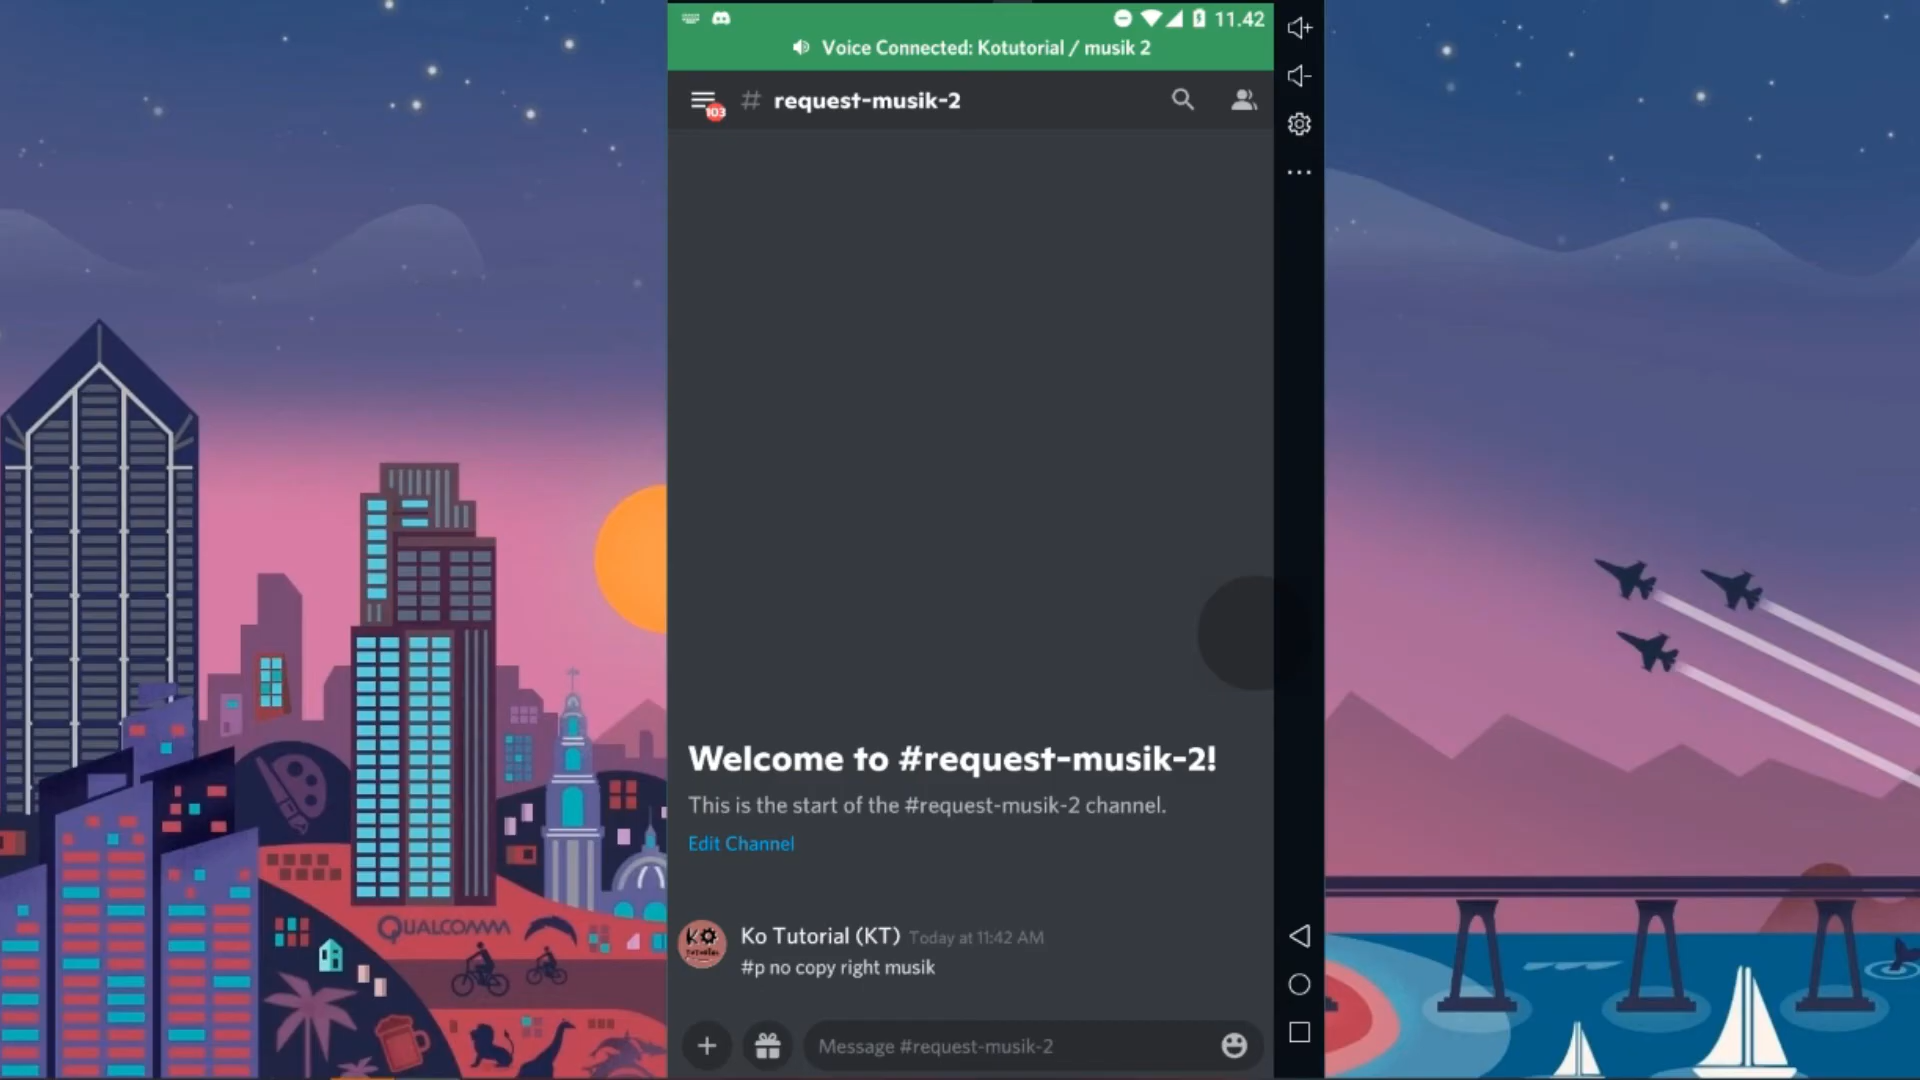 11.42
Voice Connected: Kotutorial / musik 2
103
# request-musik-2
Welcome to #request-musik-2!
This is the start of the #request-musik-2 channel.
Edit Channel
Ko Tutorial (KT) Today at 11:42 AM
#p no copy right musik
Message #request-musik-2
QUALCOMM
KO
TUTORIAL